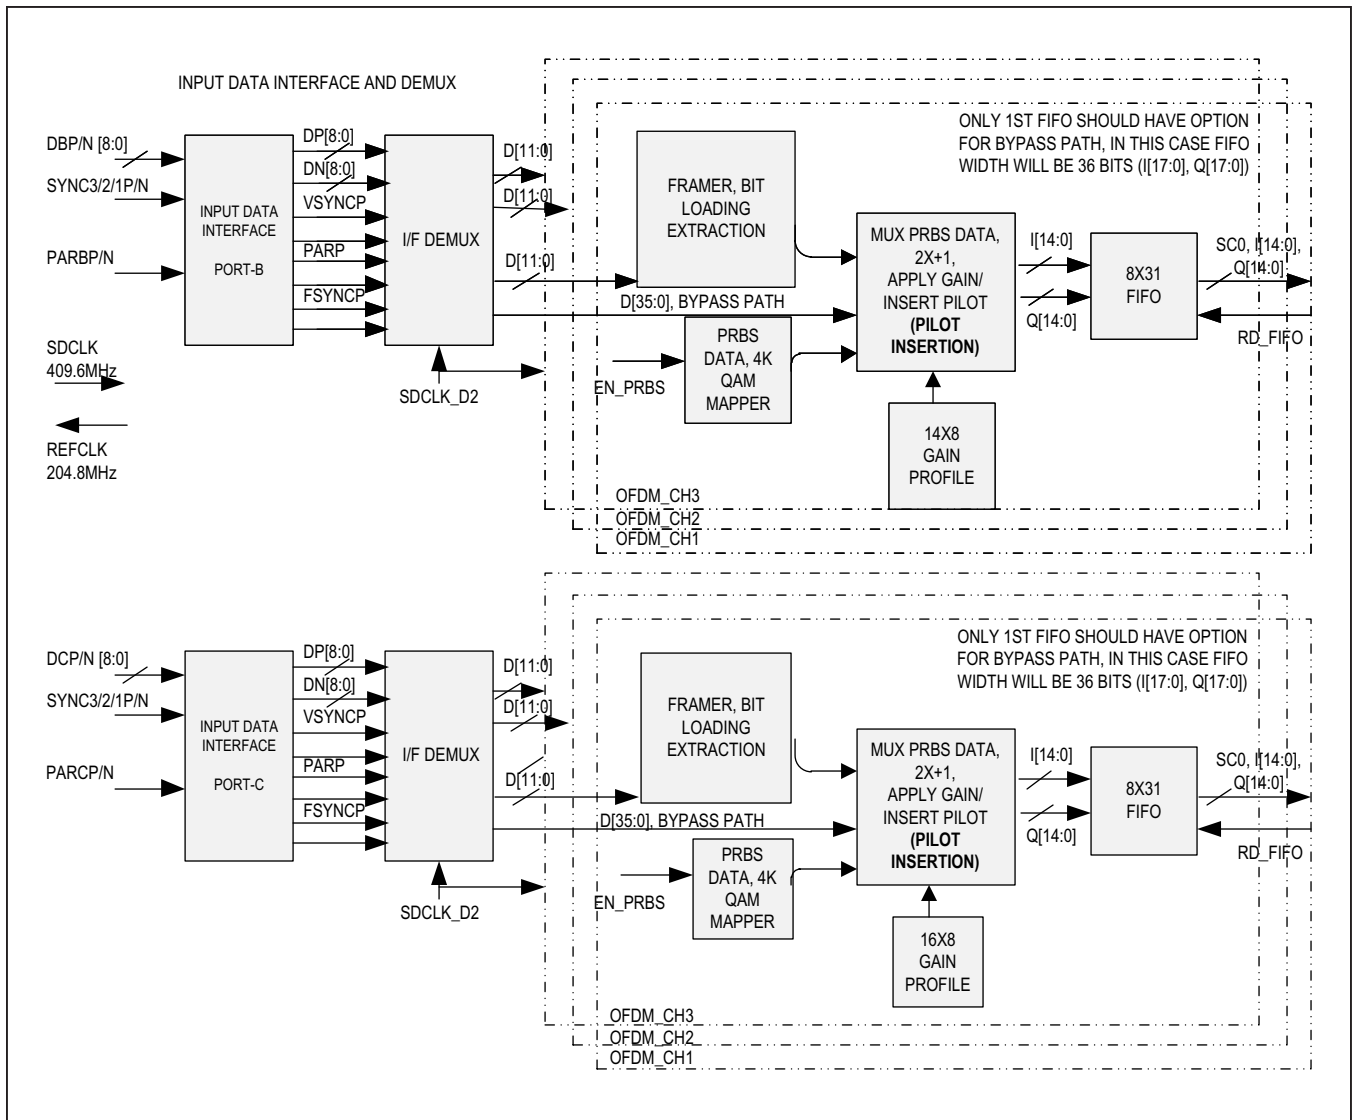 INPUT DATA INTERFACE AND DEMUX
ONLY 1ST FIFO SHOULD HAVE OPTION
FOR BYPASS PATH, IN THIS CASE FIFO
WIDTH WILL BE 36 BITS (I[17:0], Q[17:0])
DBP/N [8:0]
SYNC3/2/1P/N
PARBP/N
SDCLK
409.6MHz
REFCLK
204.8MHz
INPUT DATA
INTERFACE
PORT-B
DP[8:0]
DN[8:0]
VSYNCP
PARP
FSYNCP
I/F DEMUX
SDCLK_D2
D[11:0]
D[11:0]
D[11:0]
D[35:0], BYPASS PATH
FRAMER, BIT
LOADING
EXTRACTION
EN_PRBS
PRBS
DATA, 4K
QAM
MAPPER
MUX PRBS DATA,
2X+1,
APPLY GAIN/
INSERT PILOT
(PILOT
INSERTION)
14X8
GAIN
PROFILE
I[14:0]
Q[14:0]
8X31
FIFO
SC0, I[14:0],
Q[14:0]
RD_FIFO
OFDM_CH3
OFDM_CH2
OFDM_CH1
ONLY 1ST FIFO SHOULD HAVE OPTION
FOR BYPASS PATH, IN THIS CASE FIFO
WIDTH WILL BE 36 BITS (I[17:0], Q[17:0])
DCP/N [8:0]
SYNC3/2/1P/N
PARCP/N
INPUT DATA
INTERFACE
PORT-C
DP[8:0]
DN[8:0]
VSYNCP
PARP
FSYNCP
I/F DEMUX
SDCLK_D2
D[11:0]
D[11:0]
D[11:0]
D[35:0], BYPASS PATH
FRAMER, BIT
LOADING
EXTRACTION
EN_PRBS
PRBS
DATA, 4K
QAM
MAPPER
MUX PRBS DATA,
2X+1,
APPLY GAIN/
INSERT PILOT
(PILOT
INSERTION)
16X8
GAIN
PROFILE
I[14:0]
Q[14:0]
8X31
FIFO
SC0, I[14:0],
Q[14:0]
RD_FIFO
OFDM_CH3
OFDM_CH2
OFDM_CH1